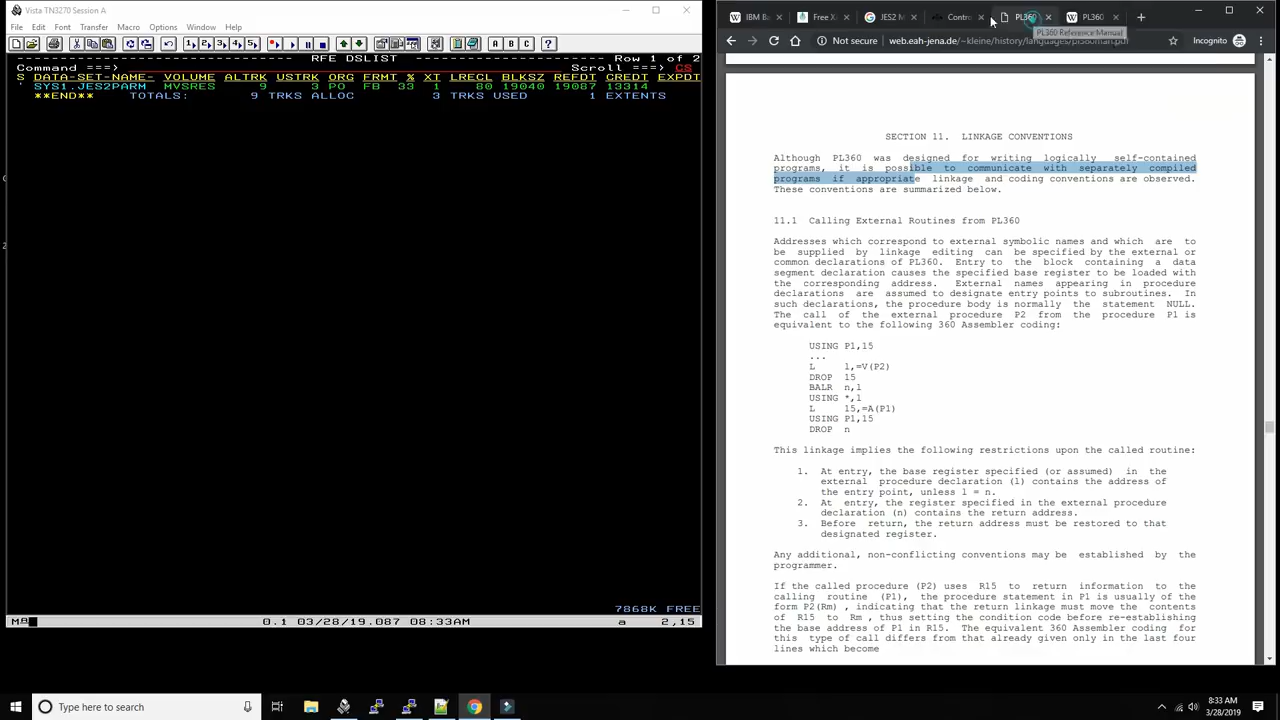 Vista TN3270 Session A
File Edit Font Transfer Macro Options Window Help
RFE DSLIST Row 1 of 2
Command ===> Scroll ===> CS
S DATA-SET-NAME- VOLUME ALTRK USTRK ORG FRMT % XT LRECL BLKSZ REFDT CREDT EXPDT
' SYS1.JES2PARM MVSRES 9 3 PO FB 33 1 80 19040 19087 13314
**END** TOTALS: 9 TRKS ALLOC 3 TRKS USED 1 EXTENTS
7868K FREE
0.1 03/28/19.087 08:33AM a 2,15
IBM Ba
Free X
JES2 M
Contro
PL360
PL360
PL360 Reference Manual
Not secure web.eah-jena.de/~kleine/history/languages/pl360man.pdf Incognito
SECTION 11. LINKAGE CONVENTIONS
Although PL360 was designed for writing logically self-contained
programs, it is possible to communicate with separately compiled
programs if appropriate linkage and coding conventions are observed.
These conventions are summarized below.
11.1 Calling External Routines from PL360
Addresses which correspond to external symbolic names and which are to
be supplied by linkage editing can be specified by the external or
common declarations of PL360. Entry to the block containing a data
segment declaration causes the specified base register to be loaded with
the corresponding address. External names appearing in procedure
declarations are assumed to designate entry points to subroutines. In
such declarations, the procedure body is normally the statement NULL.
The call of the external procedure P2 from the procedure P1 is
equivalent to the following 360 Assembler coding:
USING P1,15
...
L l,=V(P2)
DROP 15
BALR n,l
USING *,l
L 15,=A(P1)
USING P1,15
DROP n
This linkage implies the following restrictions upon the called routine:
1. At entry, the base register specified (or assumed) in the
external procedure declaration (l) contains the address of
the entry point, unless l = n.
2. At entry, the register specified in the external procedure
declaration (n) contains the return address.
3. Before return, the return address must be restored to that
designated register.
Any additional, non-conflicting conventions may be established by the
programmer.
If the called procedure (P2) uses R15 to return information to the
calling routine (P1), the procedure statement in P1 is usually of the
form P2(Rm) , indicating that the return linkage must move the contents
of R15 to Rm , thus setting the condition code before re-establishing
the base address of P1 in R15. The equivalent 360 Assembler coding for
this type of call differs from that already given only in the last four
lines which become
Type here to search
8:33 AM
3/28/2019